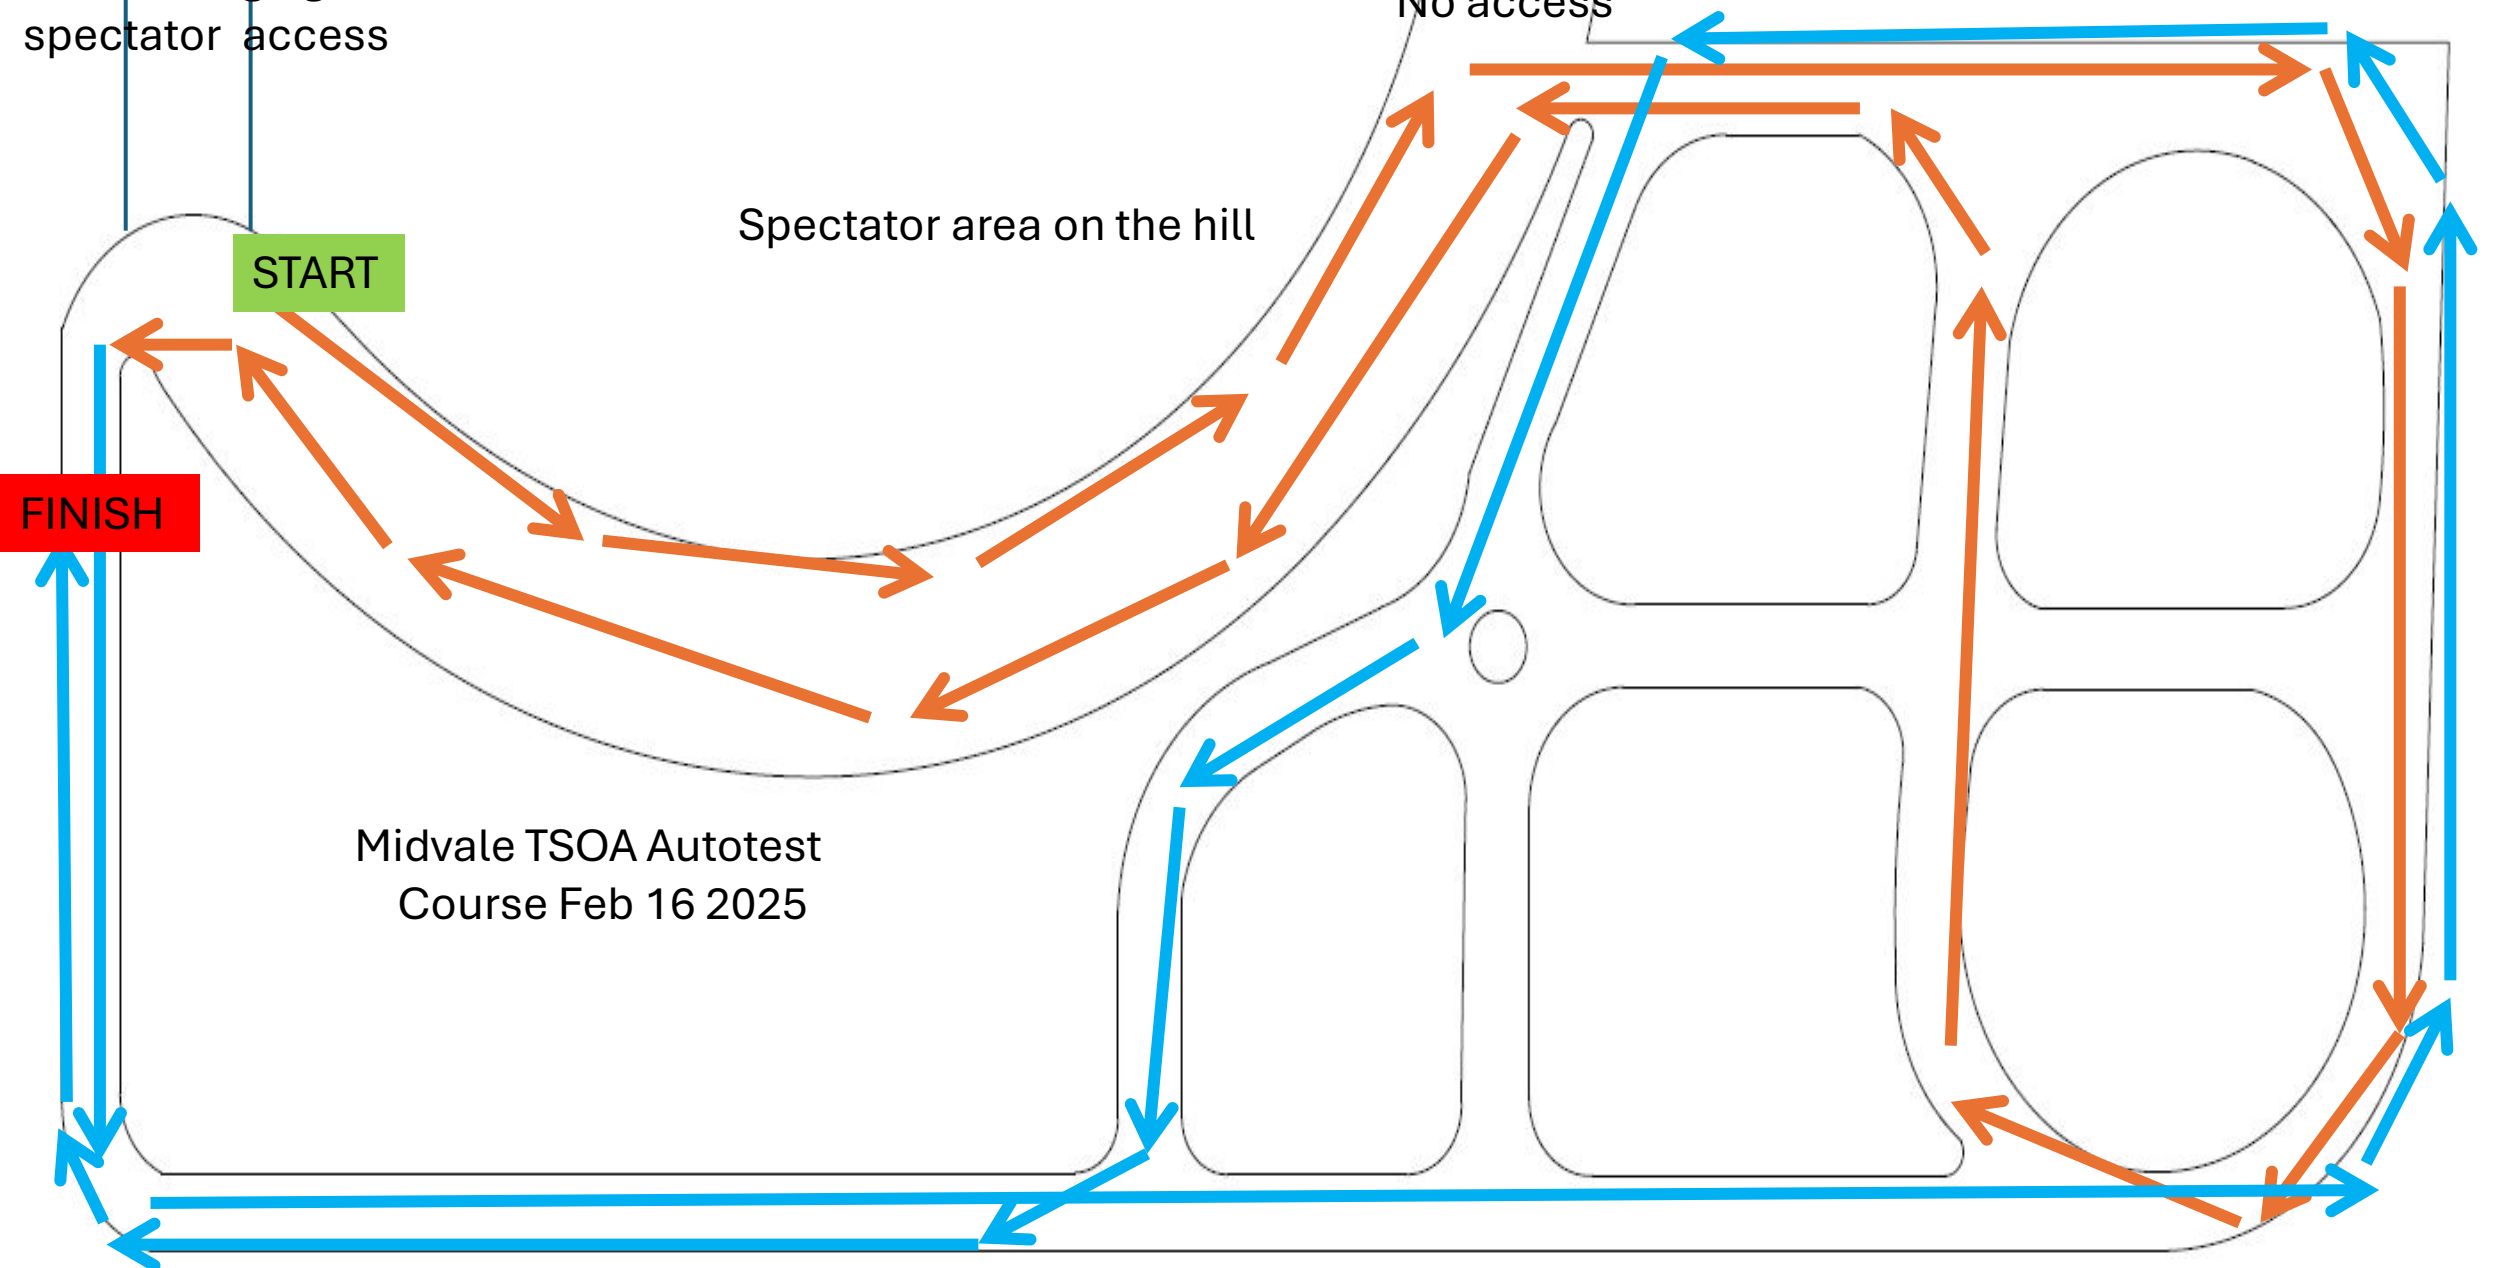 spectator access
No access
Spectator area on the hill
START
FINISH
Midvale TSOA Autotest
Course Feb 16 2025